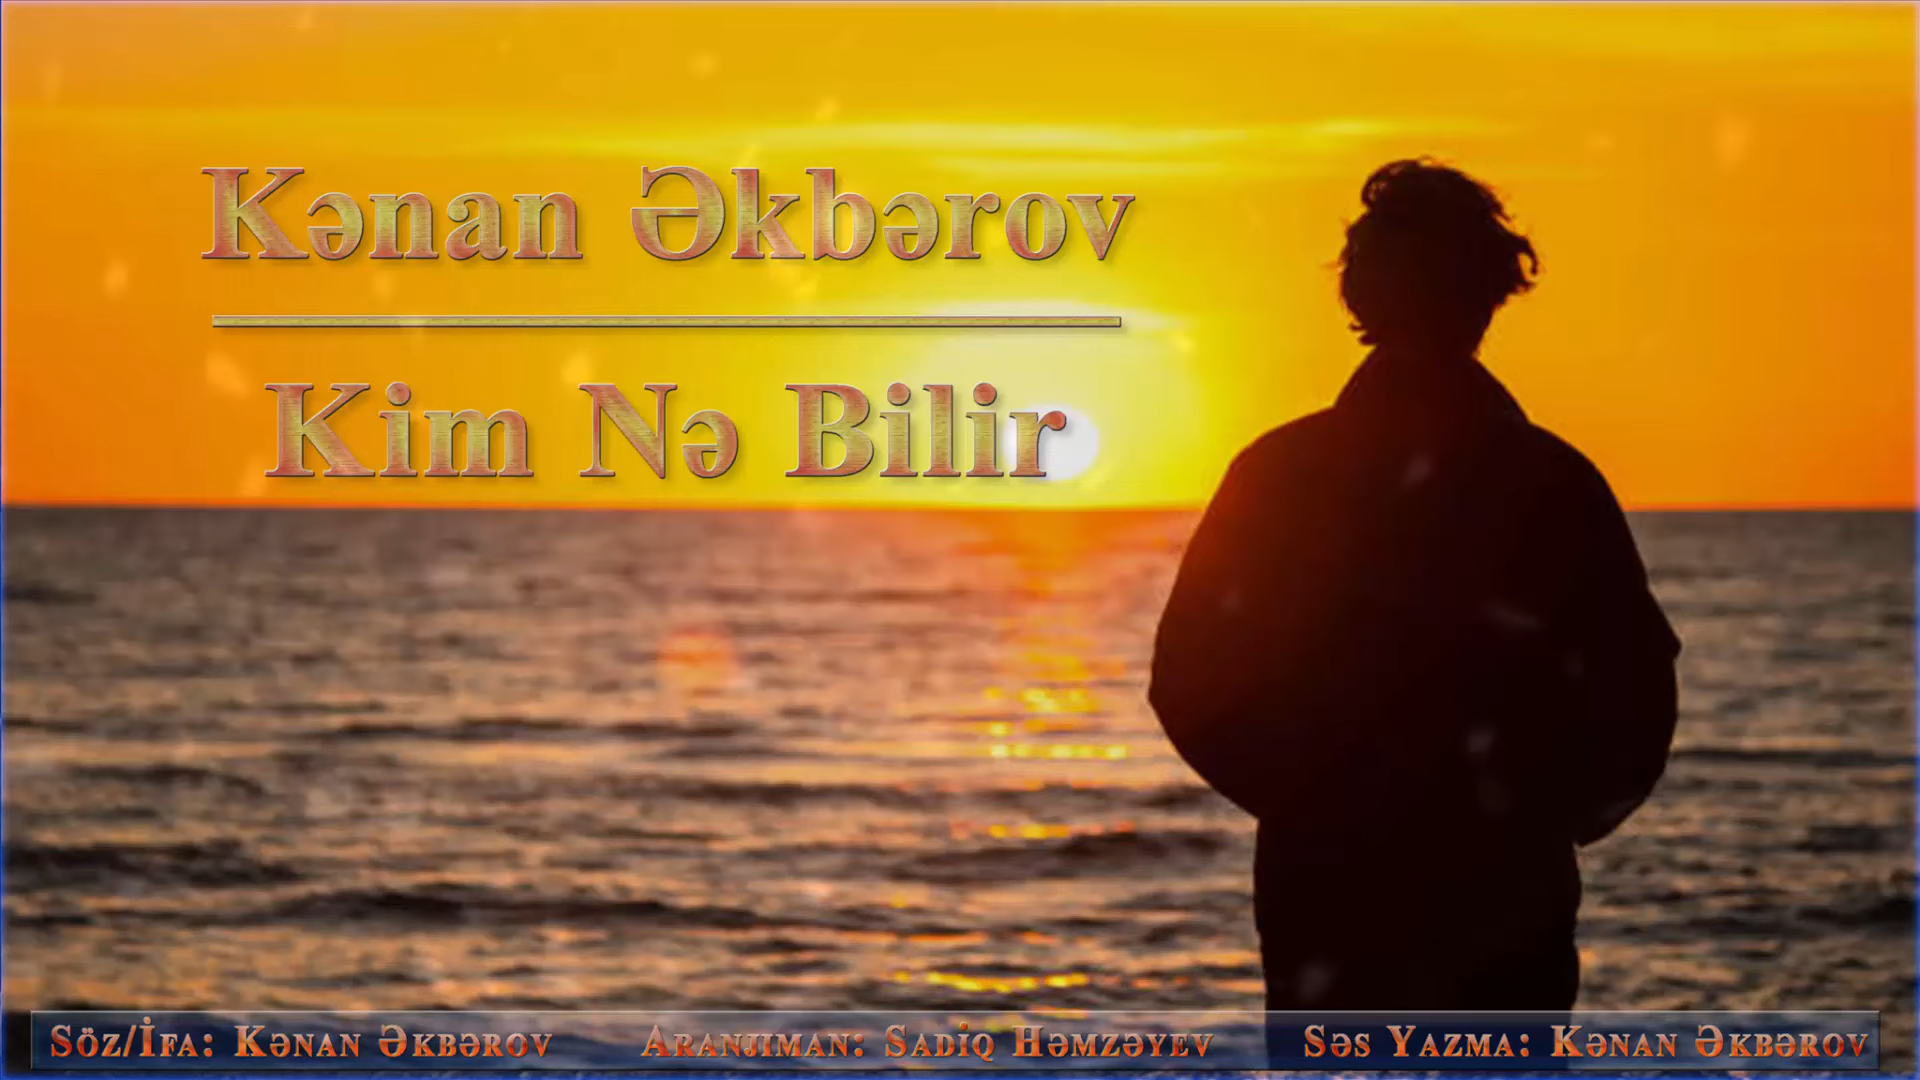 Kənan Əkbərov
Kim Nə Bilir
Söz/İfa: Kənan Əkbərov Aranjıman: Sadiq Həmzəyev Səs Yazma: Kənan Əkbərov